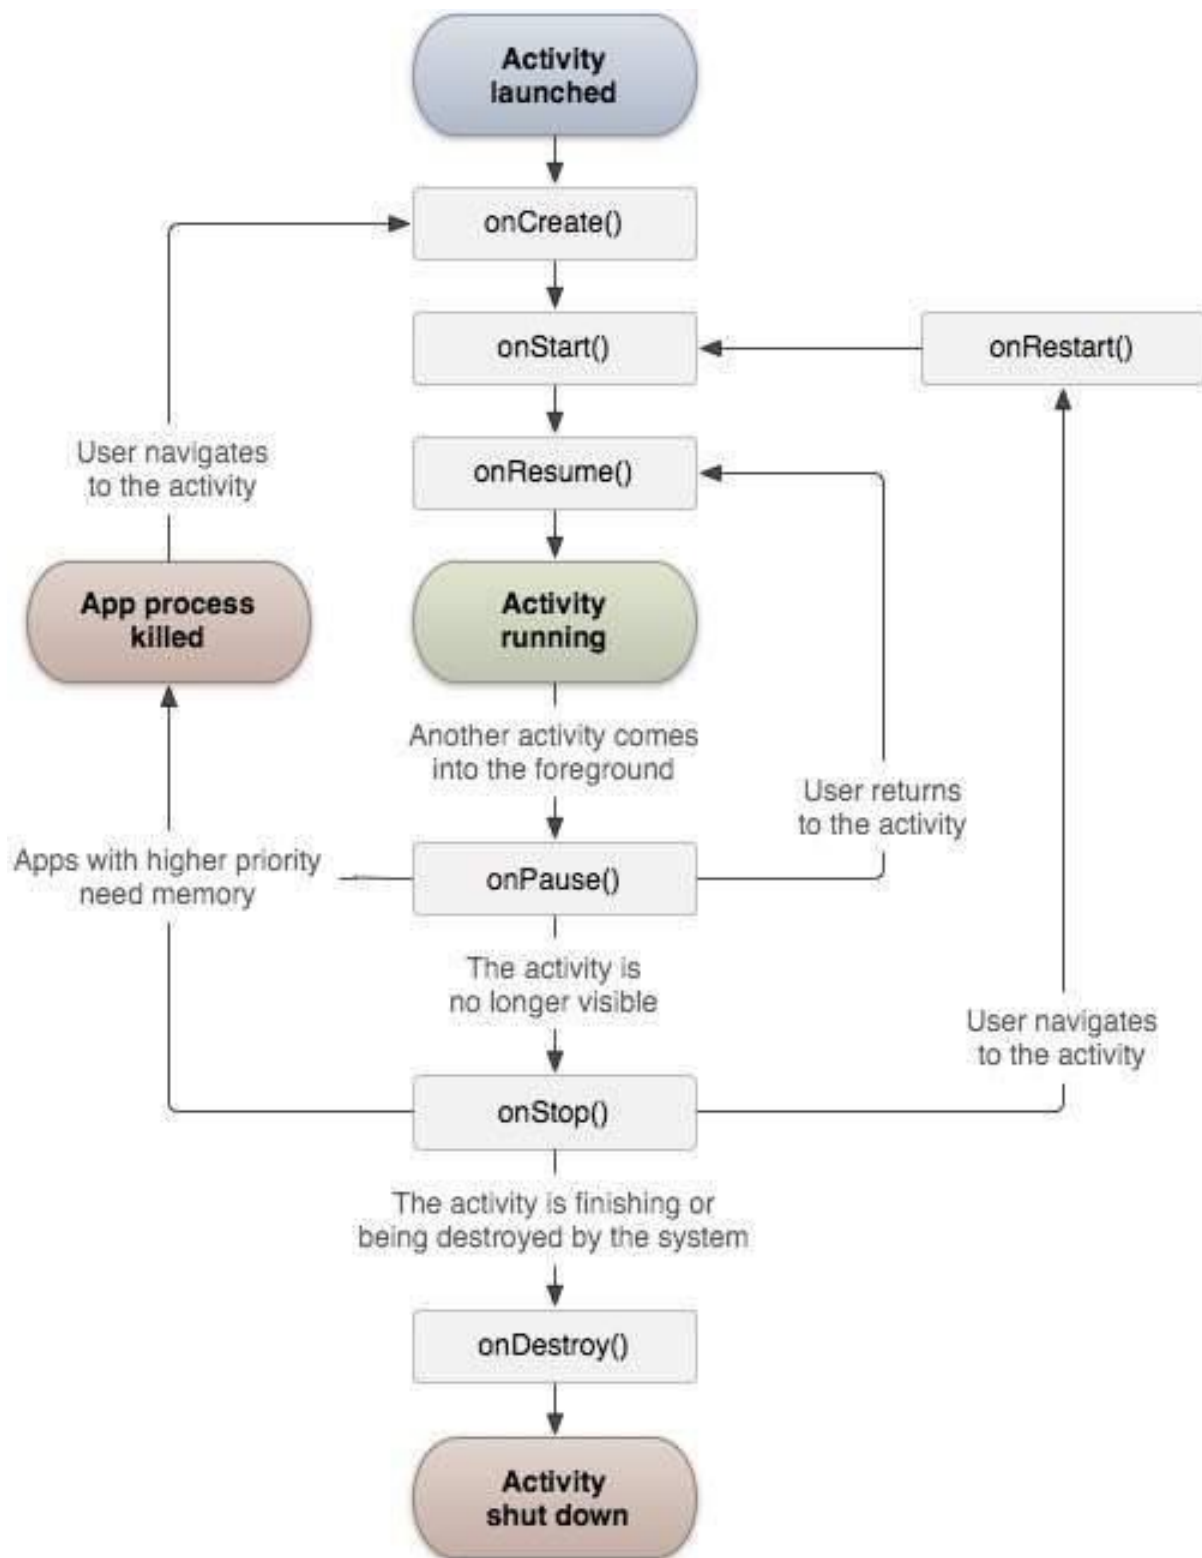 Activity
launched
onCreate()
onStart()
onRestart()
onResume()
User navigates
to the activity
App process
killed
Activity
running
Another activity comes
into the foreground
User returns
to the activity
Apps with higher priority
need memory
onPause()
The activity is
no longer visible
User navigates
to the activity
onStop()
The activity is finishing or
being destroyed by the system
onDestroy()
Activity
shut down